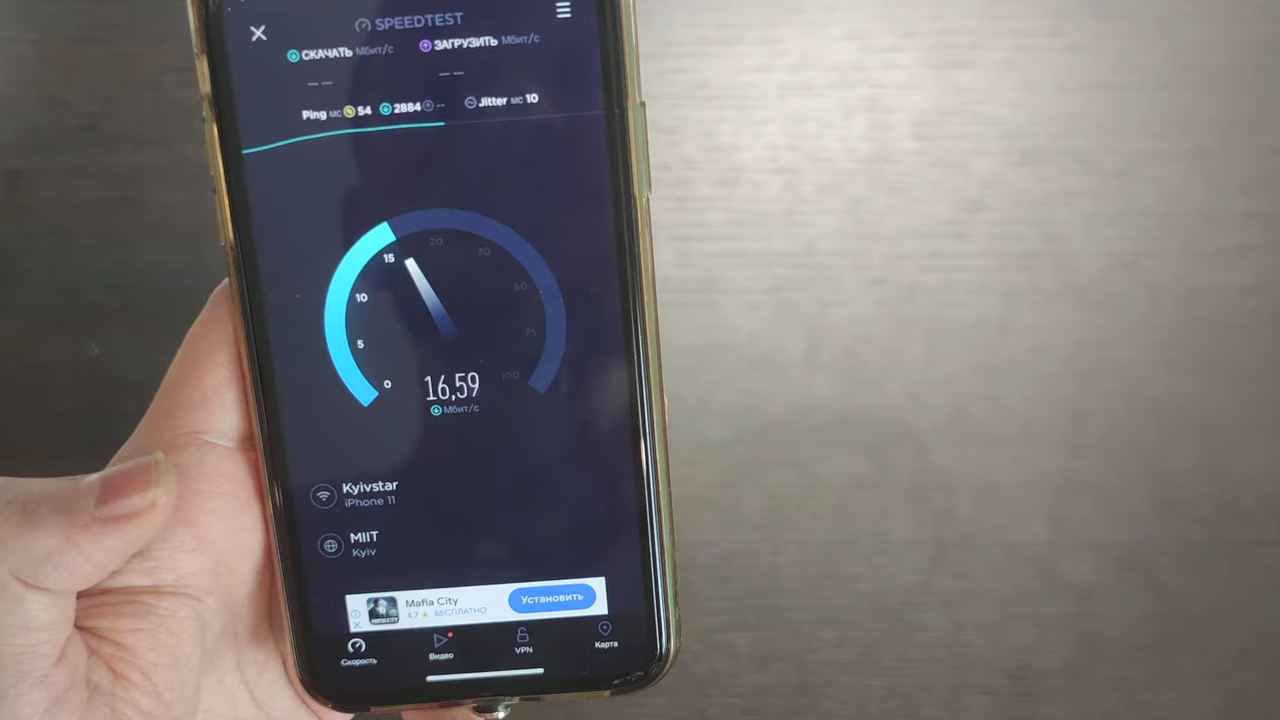 SPEEDTEST
СКАЧАТЬ Мбит/с ЗАГРУЗИТЬ Мбит/с
— — — —
Ping мс 54 2884 -- Jitter мс 10
0
5
10
15
20
30
50
75
100
16,59
Мбит/с
Kyivstar
iPhone 11
MIIT
Kyiv
Mafia City
4.7 ★ БЕСПЛАТНО
Установить
MAFIA CITY
Скорость Видео VPN Карта